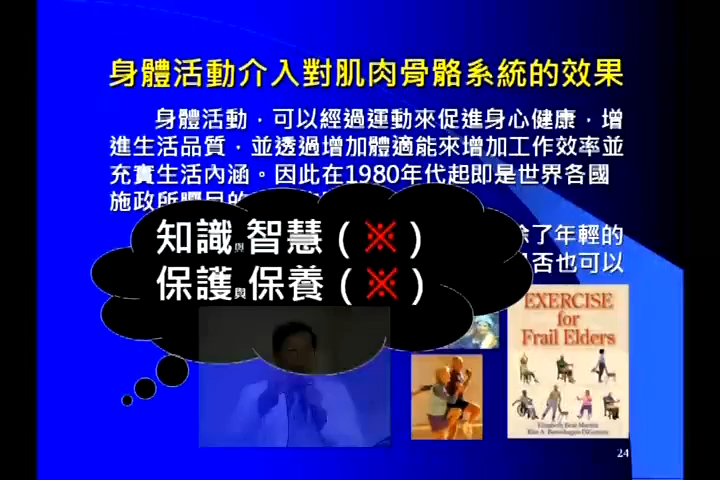 身體活動介入對肌肉骨骼系統的效果
身體活動，可以經過運動來促進身心健康，增
進生活品質，並透過增加體適能來增加工作效率並
充實生活內涵。因此在1980年代起即是世界各國
施政所矚目的
除了年輕的
是否也可以
知識與智慧（※）
保護與保養（※）
EXERCISE
for
Frail Elders
24